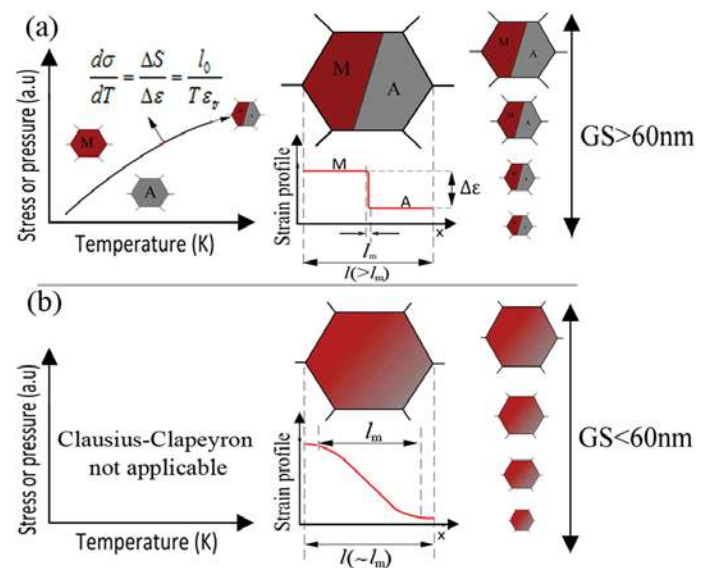 (a)
Stress or pressure (a.u)
dσ/dT = ΔS/Δε = l₀/Tεtr
M
A
Temperature (K)
M
A
Strain profile
M
A
Δε
x
lm
l(>lm)
M
A
M
A
A
GS>60nm
(b)
Stress or pressure (a.u)
Clausius-Clapeyron
not applicable
Temperature (K)
Strain profile
lm
x
l(~lm)
GS<60nm